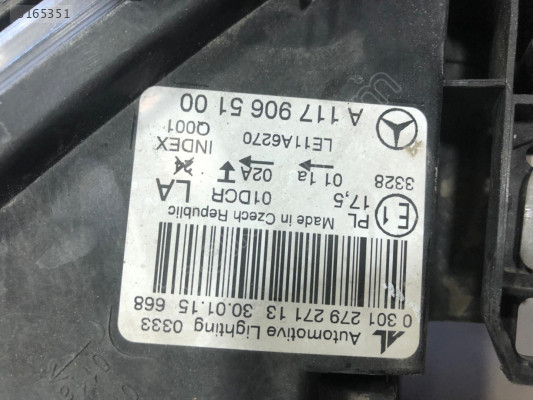 165351
Automotive Lighting 0333
0 301 279 271 13 30.01.15 668
Made in Czech Republic
PL 01DCR LA
E1 17,5 01 1a 02A
3328 LE11A6270 INDEX Q001
A 117 906 51 00